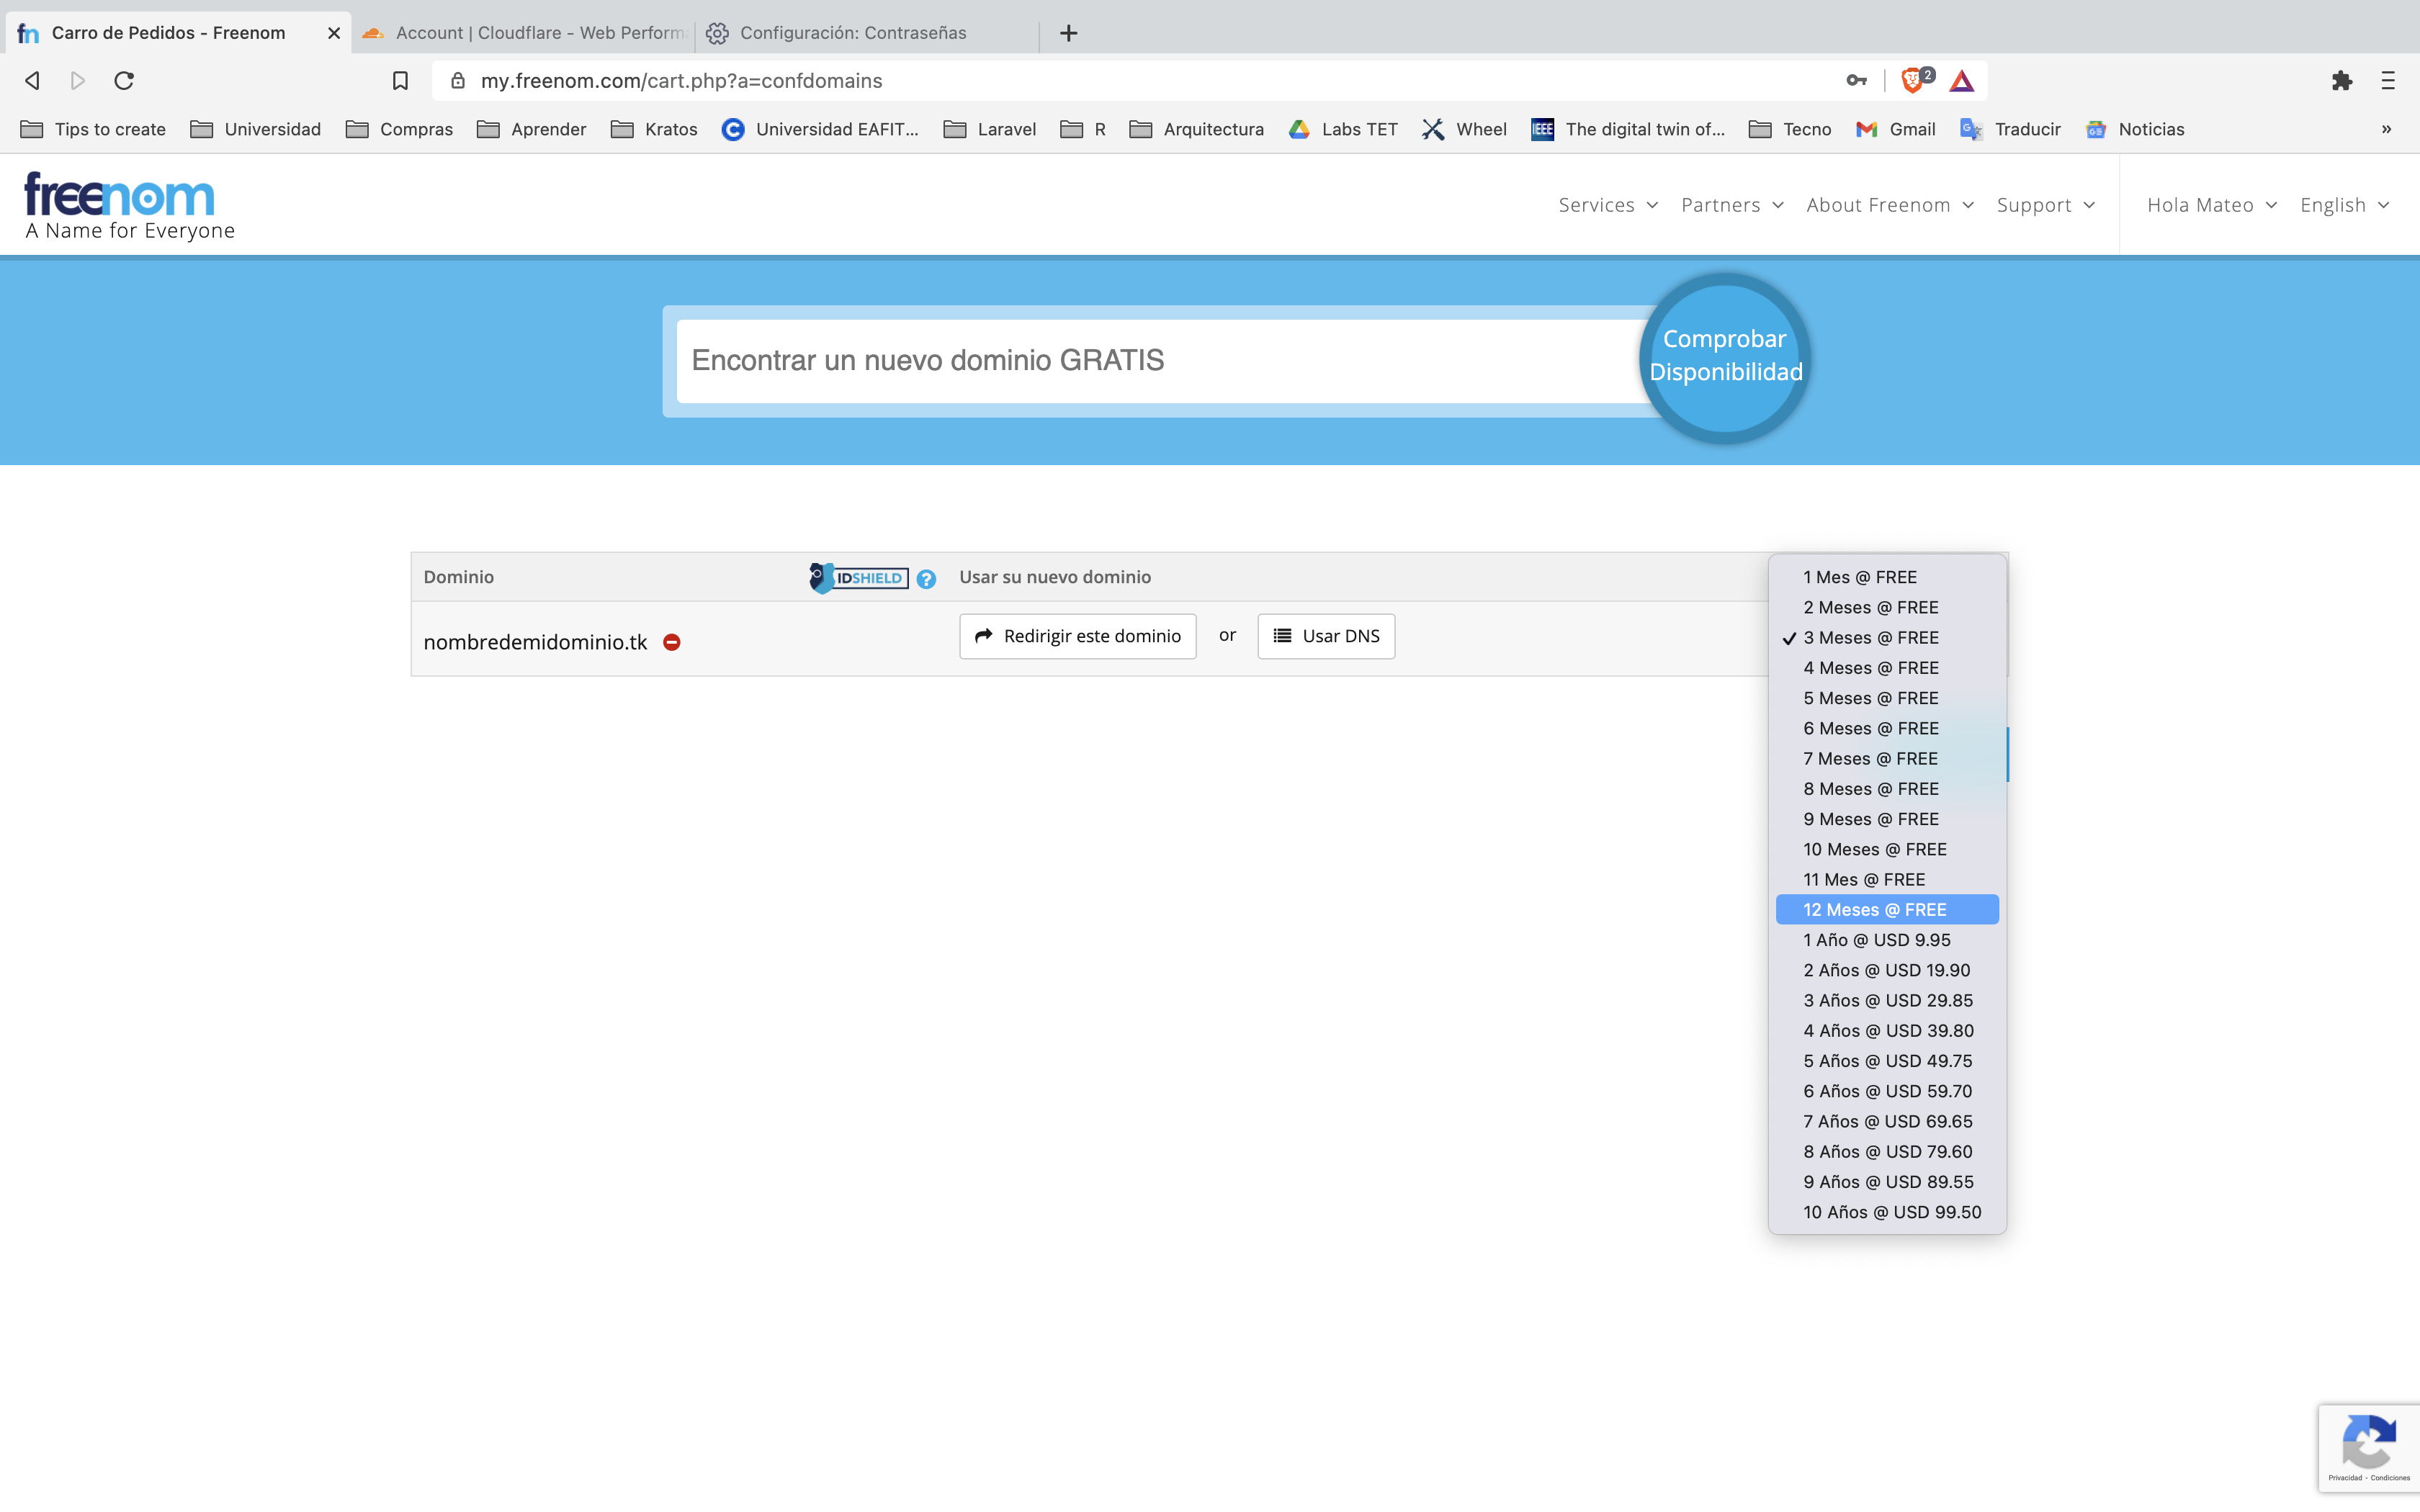 fn Carro de Pedidos - Freenom
Account | Cloudflare - Web Perform
Configuración: Contraseñas
my.freenom.com/cart.php?a=confdomains
2
Tips to create
Universidad
Compras
Aprender
Kratos
Universidad EAFIT...
Laravel
R
Arquitectura
Labs TET
Wheel
IEEE
The digital twin of...
Tecno
Gmail
Traducir
Noticias
»
freenom
A Name for Everyone
Services
Partners
About Freenom
Support
Hola Mateo
English
Encontrar un nuevo dominio GRATIS
Comprobar
Disponibilidad
Dominio
IDSHIELD
?
Usar su nuevo dominio
nombredemidominio.tk
Redirigir este dominio
or
Usar DNS
1 Mes @ FREE
2 Meses @ FREE
✓ 3 Meses @ FREE
4 Meses @ FREE
5 Meses @ FREE
6 Meses @ FREE
7 Meses @ FREE
8 Meses @ FREE
9 Meses @ FREE
10 Meses @ FREE
11 Mes @ FREE
12 Meses @ FREE
1 Año @ USD 9.95
2 Años @ USD 19.90
3 Años @ USD 29.85
4 Años @ USD 39.80
5 Años @ USD 49.75
6 Años @ USD 59.70
7 Años @ USD 69.65
8 Años @ USD 79.60
9 Años @ USD 89.55
10 Años @ USD 99.50
Privacidad - Condiciones